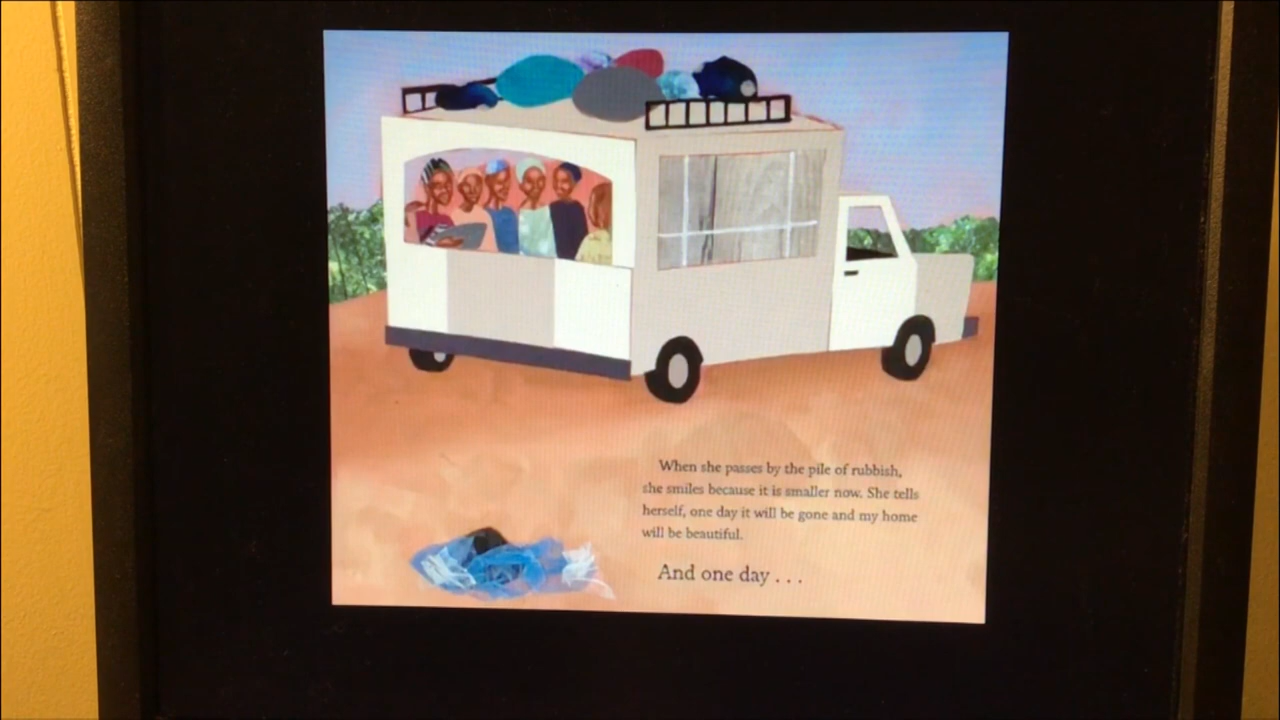 When she passes by the pile of rubbish,
she smiles because it is smaller now. She tells
herself, one day it will be gone and my home
will be beautiful.
And one day . . .